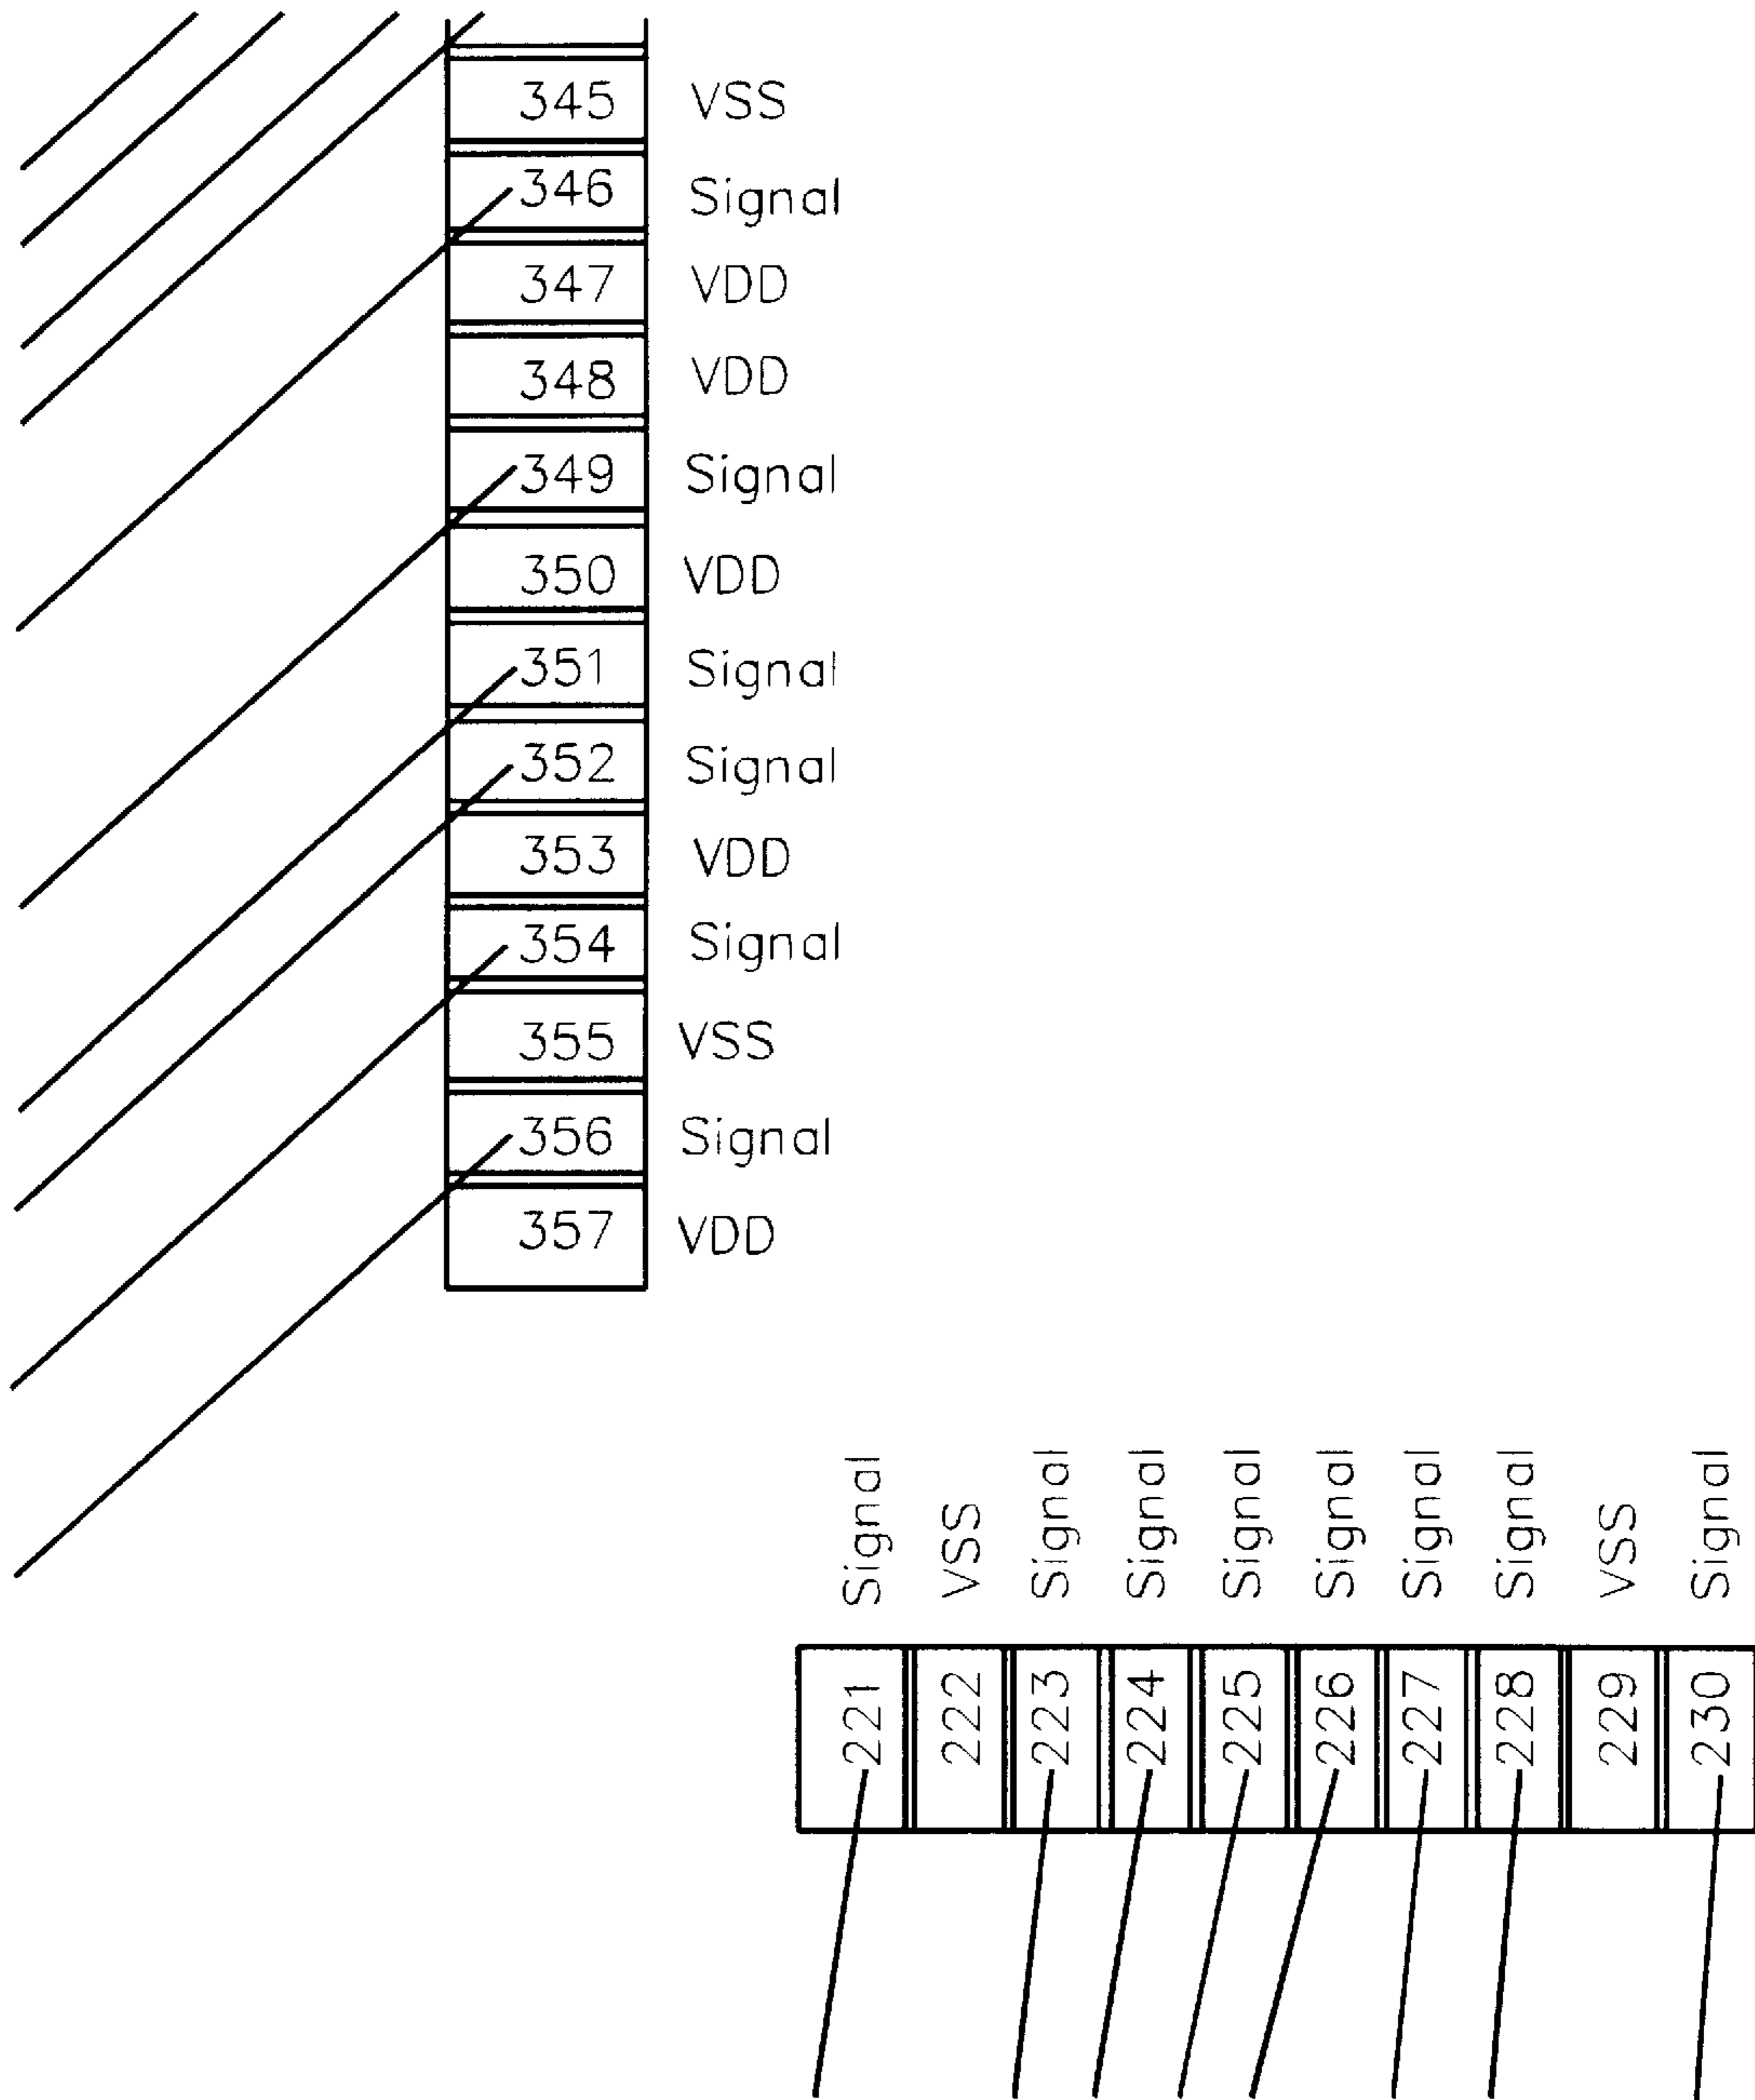 345 VSS
346 Signal
347 VDD
348 VDD
349 Signal
350 VDD
351 Signal
352 Signal
353 VDD
354 Signal
355 VSS
356 Signal
357 VDD
Signal
VSS
Signal
Signal
Signal
Signal
Signal
Signal
VSS
Signal
221
222
223
224
225
226
227
228
229
230